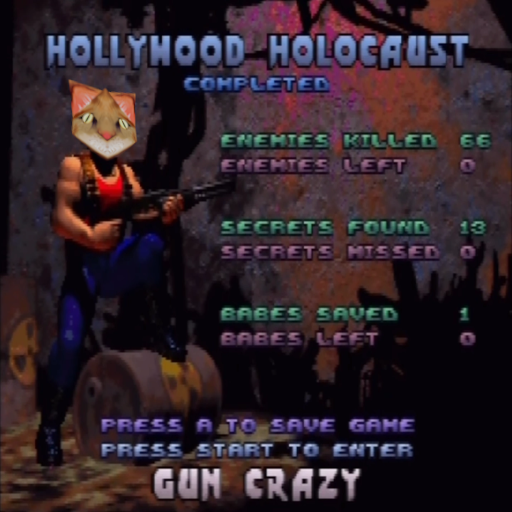 HOLLYWOOD HOLOCAUST
COMPLETED
ENEMIES KILLED 66
ENEMIES LEFT 0
SECRETS FOUND 13
SECRETS MISSED 0
BABES SAVED 1
BABES LEFT 0
PRESS A TO SAVE GAME
PRESS START TO ENTER
GUN CRAZY